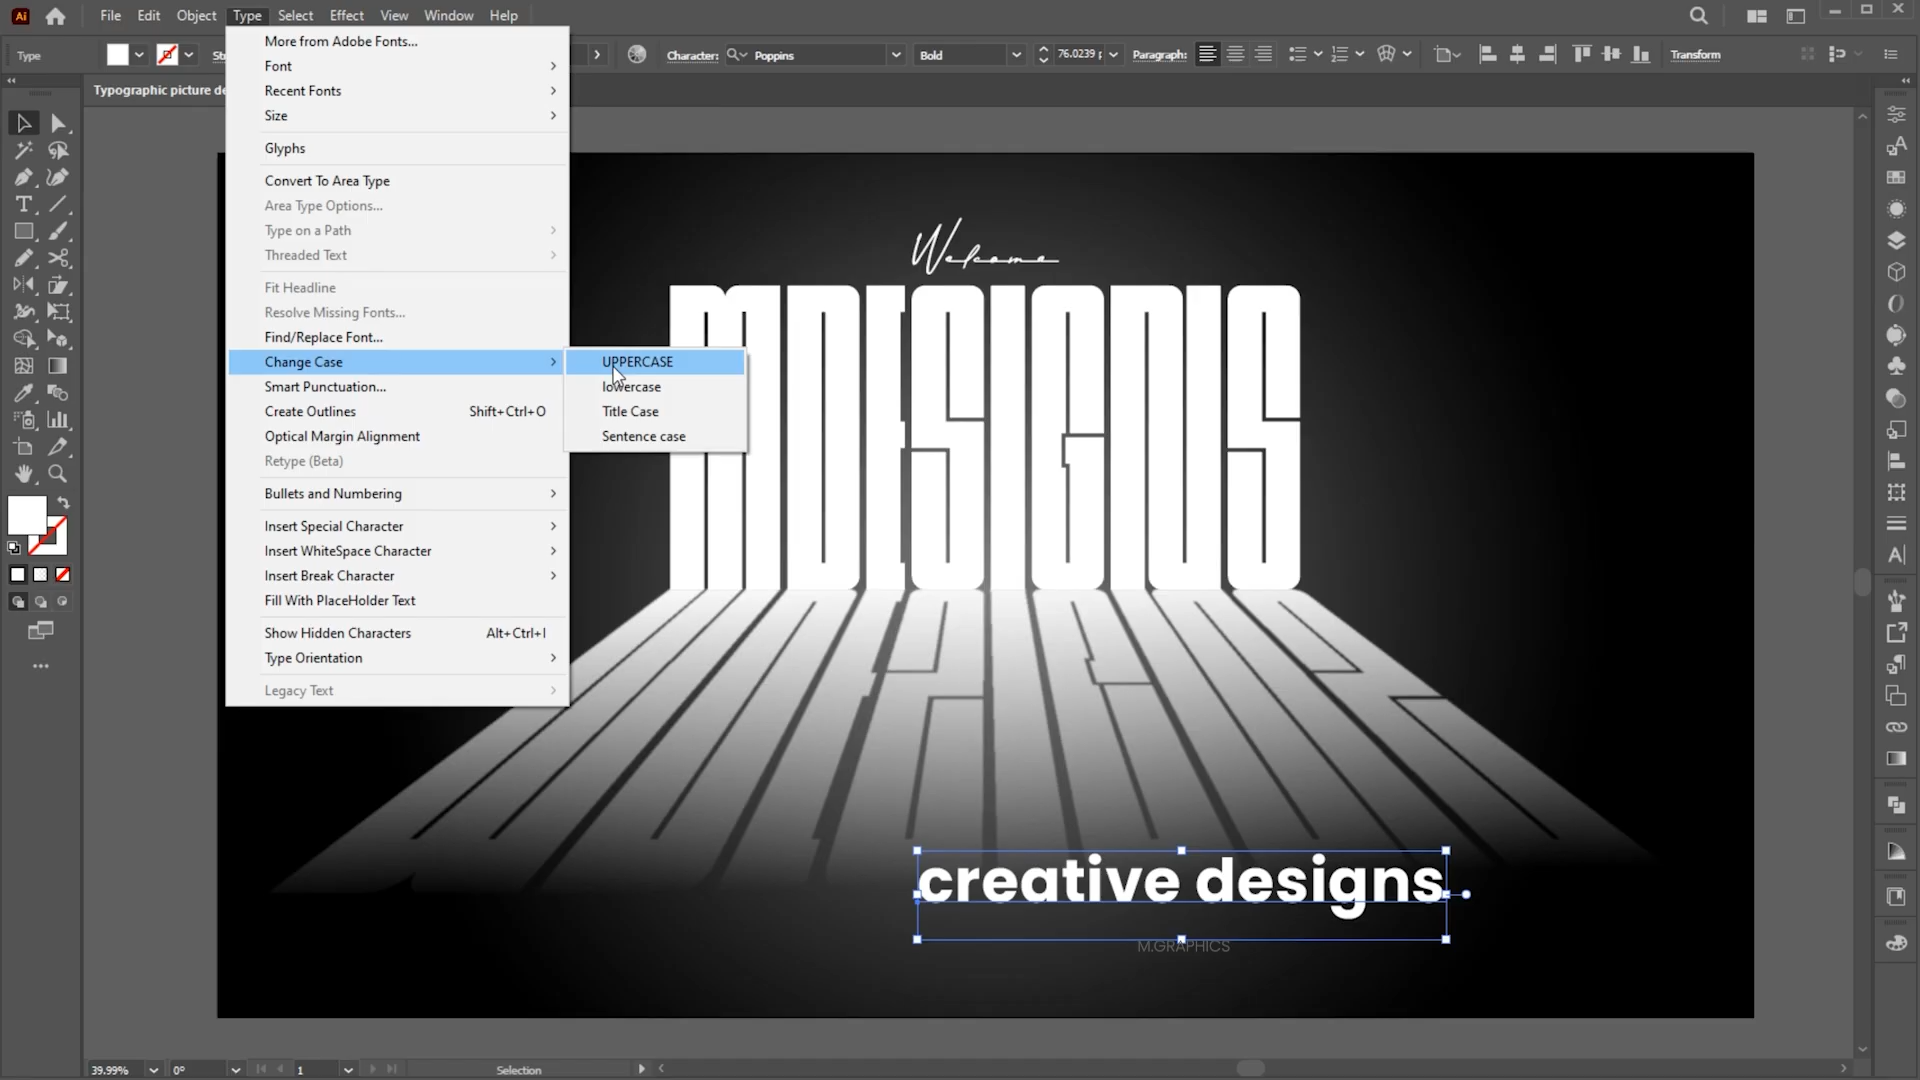 Ai File Edit Object Type Select Effect View Window Help
Type Character: Poppins Bold 76.0239 Paragraph: Transform
Typographic picture
More from Adobe Fonts...
Font
Recent Fonts
Size
Glyphs
Convert To Area Type
Area Type Options...
Type on a Path
Threaded Text
Fit Headline
Resolve Missing Fonts...
Find/Replace Font...
Change Case
Smart Punctuation...
Create Outlines Shift+Ctrl+O
Optical Margin Alignment
Retype (Beta)
Bullets and Numbering
Insert Special Character
Insert WhiteSpace Character
Insert Break Character
Fill With PlaceHolder Text
Show Hidden Characters Alt+Ctrl+I
Type Orientation
Legacy Text
UPPERCASE
lowercase
Title Case
Sentence case
Welcome
MDESIGNS
creative designs
M.GRAPHICS
39.99% 0° 1 Selection